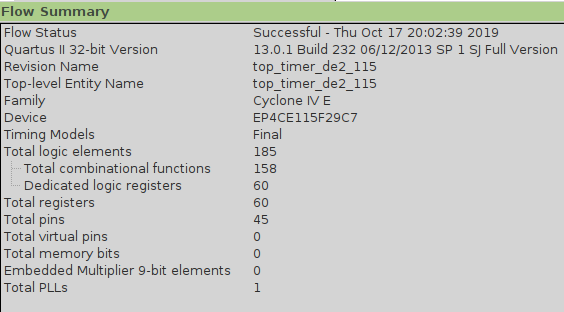 Flow Summary
Flow Status Successful - Thu Oct 17 20:02:39 2019
Quartus II 32-bit Version 13.0.1 Build 232 06/12/2013 SP 1 SJ Full Version
Revision Name top_timer_de2_115
Top-level Entity Name top_timer_de2_115
Family Cyclone IV E
Device EP4CE115F29C7
Timing Models Final
Total logic elements 185
Total combinational functions 158
Dedicated logic registers 60
Total registers 60
Total pins 45
Total virtual pins 0
Total memory bits 0
Embedded Multiplier 9-bit elements 0
Total PLLs 1